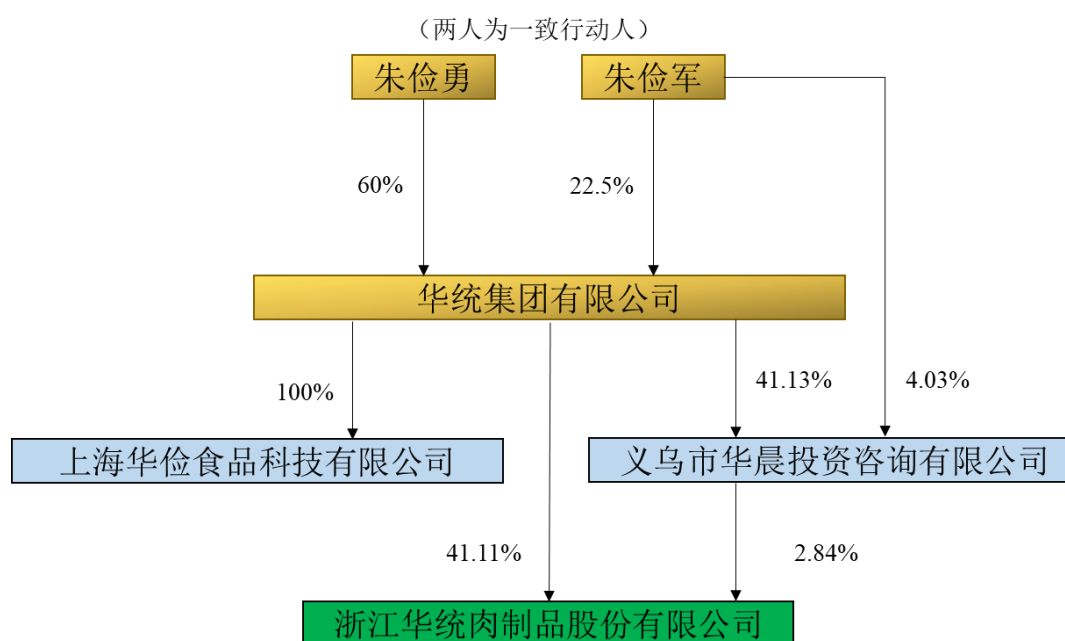 （两人为一致行动人）
朱俭勇
朱俭军
60%
22.5%
华统集团有限公司
100%
41.13%
4.03%
上海华俭食品科技有限公司
义乌市华晨投资咨询有限公司
41.11%
2.84%
浙江华统肉制品股份有限公司